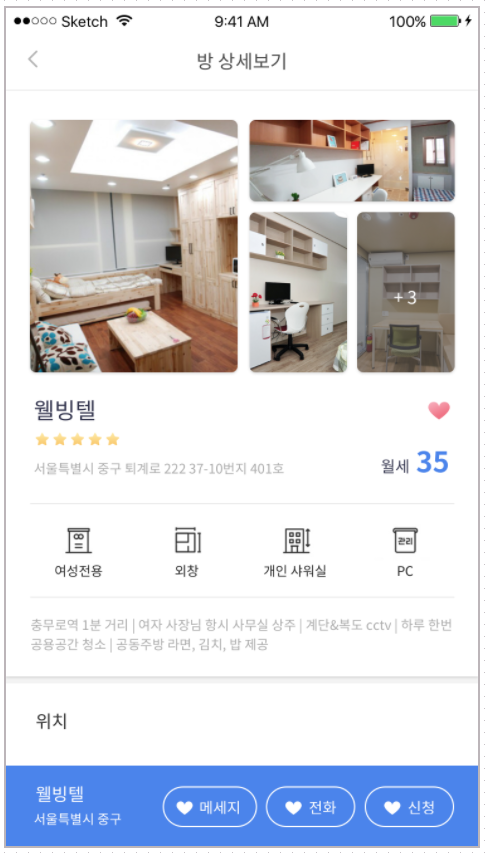 Sketch 9:41 AM 100%
방 상세보기
+ 3
웰빙텔
서울특별시 중구 퇴계로 222 37-10번지 401호
월세 35
여성전용 외창 개인 샤워실 PC
관리
충무로역 1분 거리 | 여자 사장님 항시 사무실 상주 | 계단&복도 cctv | 하루 한번
공용공간 청소 | 공동주방 라면, 김치, 밥 제공
위치
웰빙텔
서울특별시 중구
메세지 전화 신청